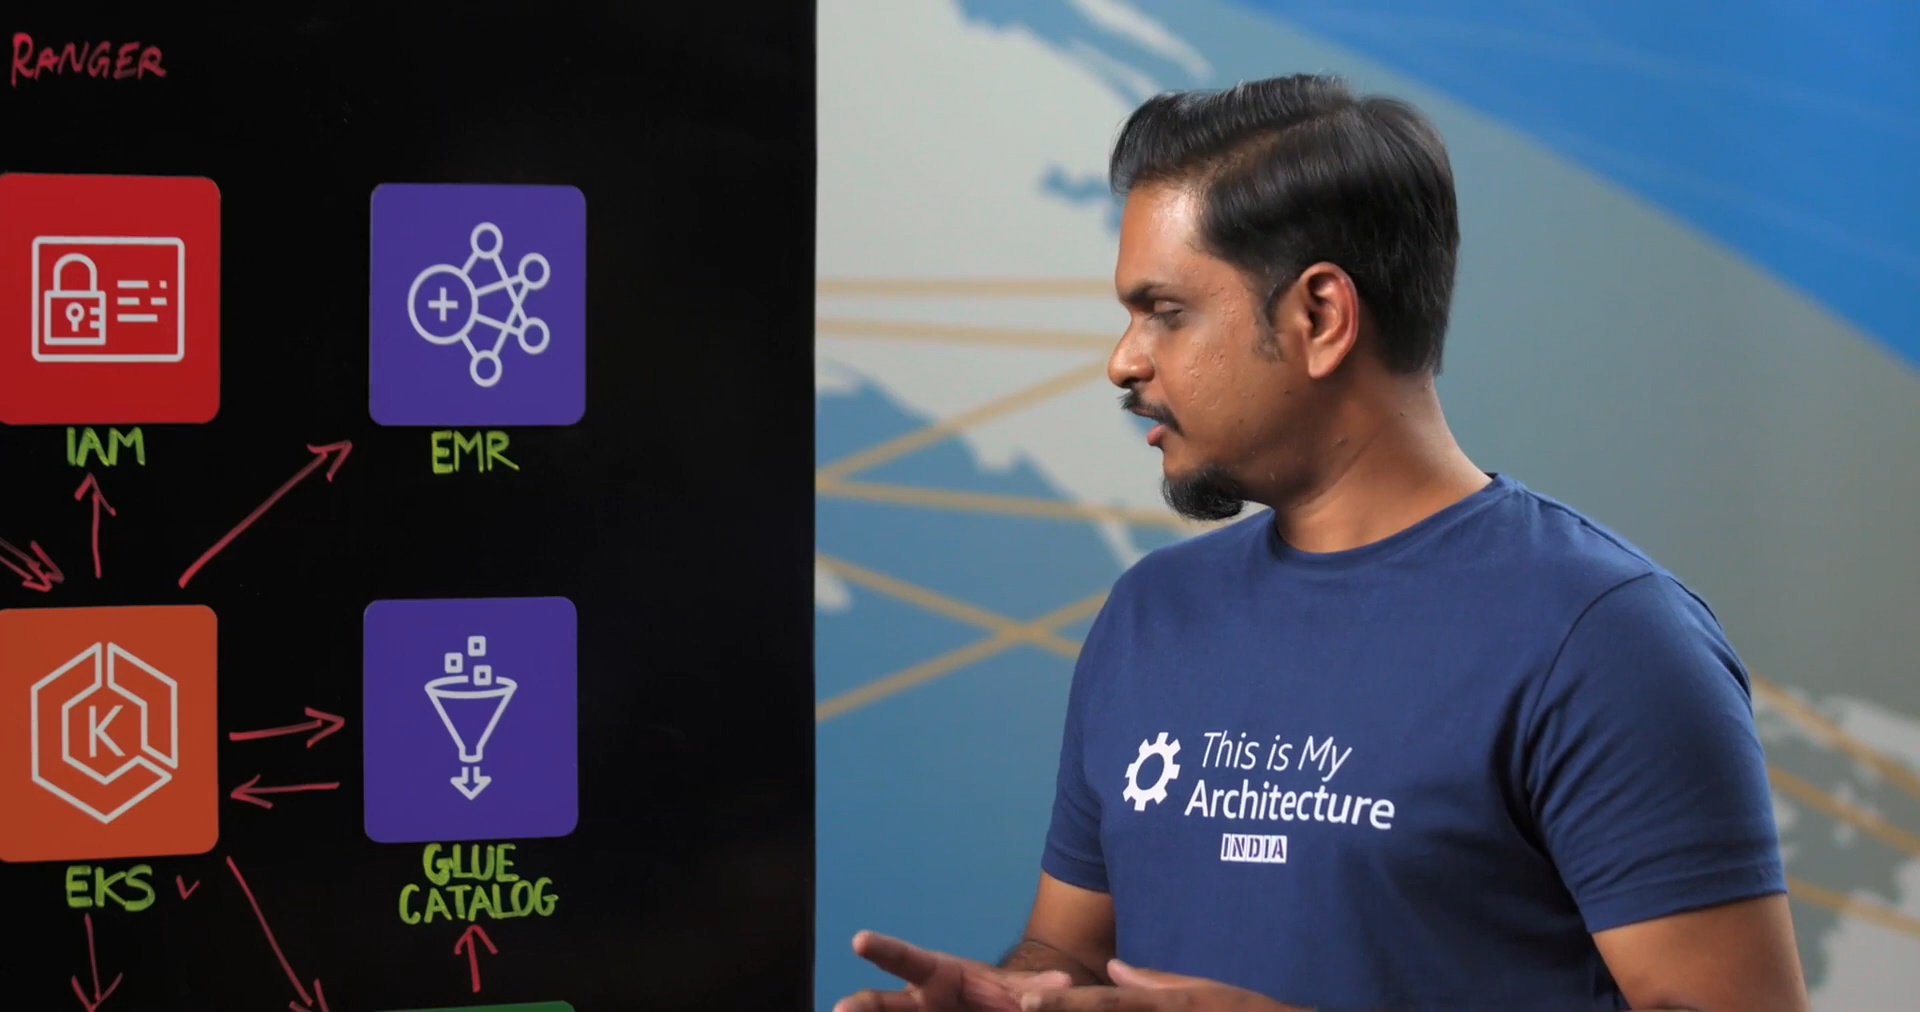 RANGER
IAM
EMR
K
EKS
GLUE
CATALOG
This is My
Architecture
INDIA